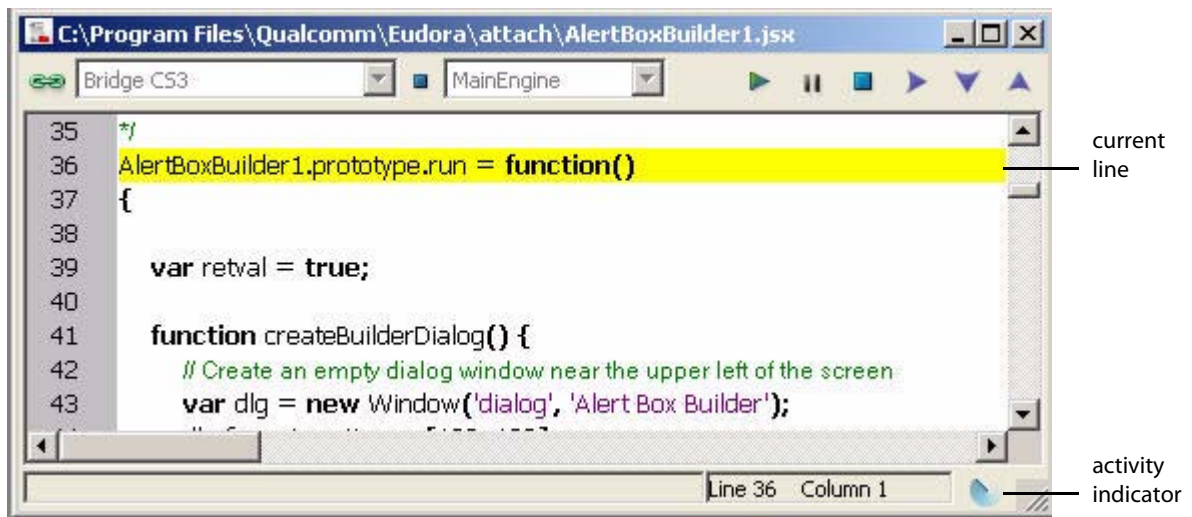 C:\Program Files\Qualcomm\Eudora\attach\AlertBoxBuilder1.jsx
Bridge CS3 MainEngine
35 */
36 AlertBoxBuilder1.prototype.run = function()
37 {
38
39 var retval = true;
40
41 function createBuilderDialog() {
42 // Create an empty dialog window near the upper left of the screen
43 var dlg = new Window('dialog', 'Alert Box Builder');
Line 36 Column 1
current
line
activity
indicator